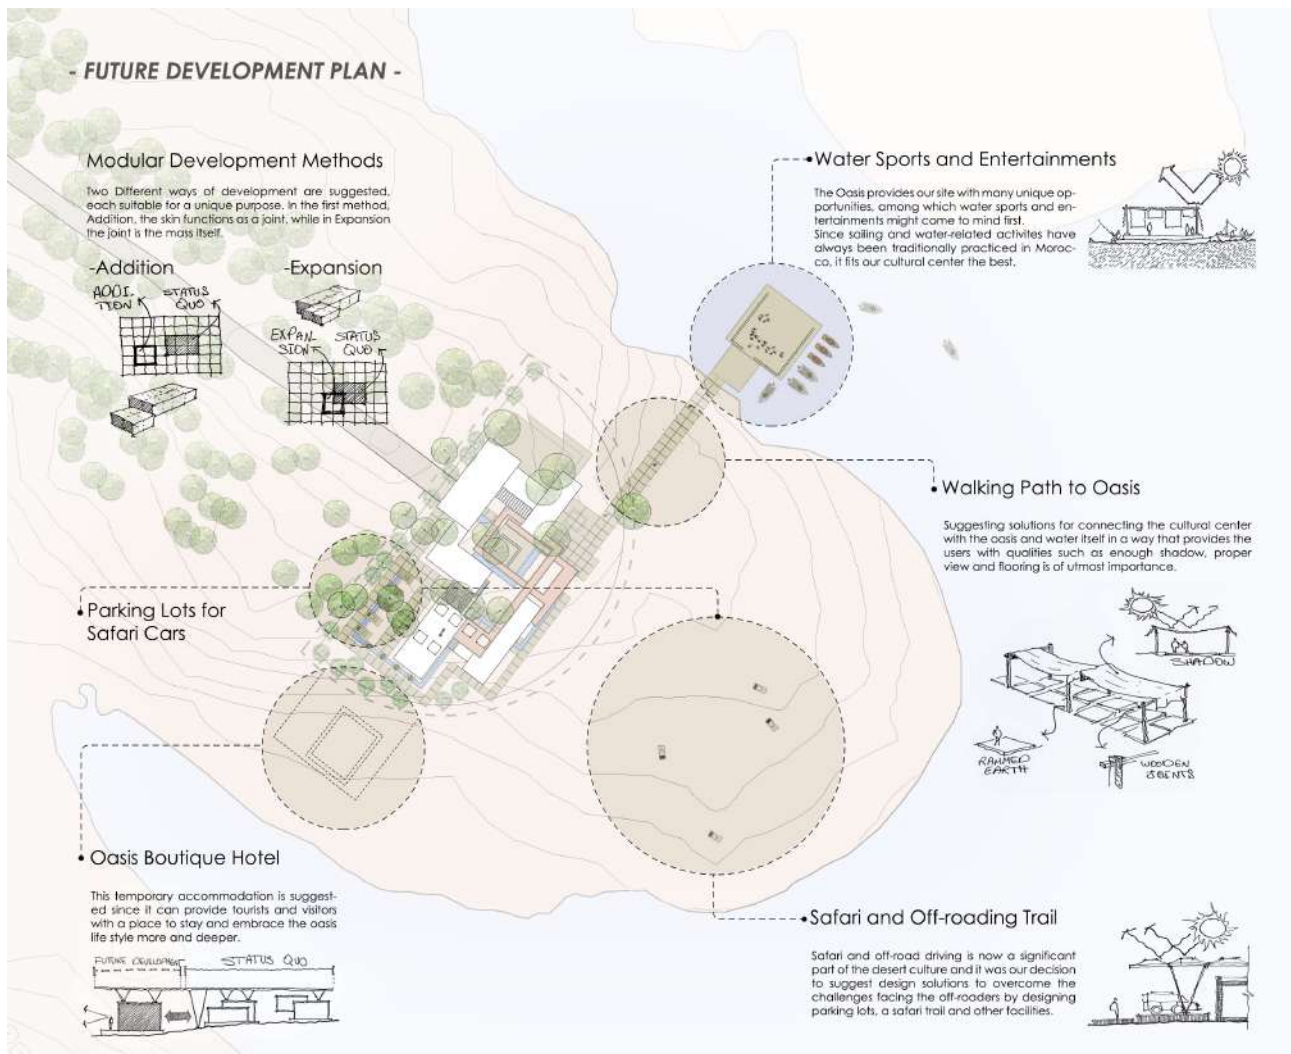 - FUTURE DEVELOPMENT PLAN -
Modular Development Methods
Two Different ways of development are suggested,
each suitable for a unique purpose. In the first method,
Addition, the skin functions as a joint, while in Expansion
the joint is the mass itself.
-Addition
ADDI-
TION
STATUS
QUO
-Expansion
EXPAN-
SION
STATUS
QUO
Water Sports and Entertainments
The Oasis provides our site with many unique op-
portunities, among which water sports and en-
tertainments might come to mind first.
Since sailing and water-related activites have
always been traditionally practiced in Moroc-
co, it fits our cultural center the best.
Walking Path to Oasis
Suggesting solutions for connecting the cultural center
with the oasis and water itself in a way that provides the
users with qualities such as enough shadow, proper
view and flooring is of utmost importance.
SHADOW
RAMMED
EARTH
WOODEN
JOENTS
Parking Lots for
Safari Cars
Oasis Boutique Hotel
This temporary accommodation is suggest-
ed since it can provide tourists and visitors
with a place to stay and embrace the oasis
life style more and deeper.
FUTURE DEVELOPMENT
STATUS QUO
Safari and Off-roading Trail
Safari and off-road driving is now a significant
part of the desert culture and it was our decision
to suggest design solutions to overcome the
challenges facing the off-roaders by designing
parking lots, a safari trail and other facilities.